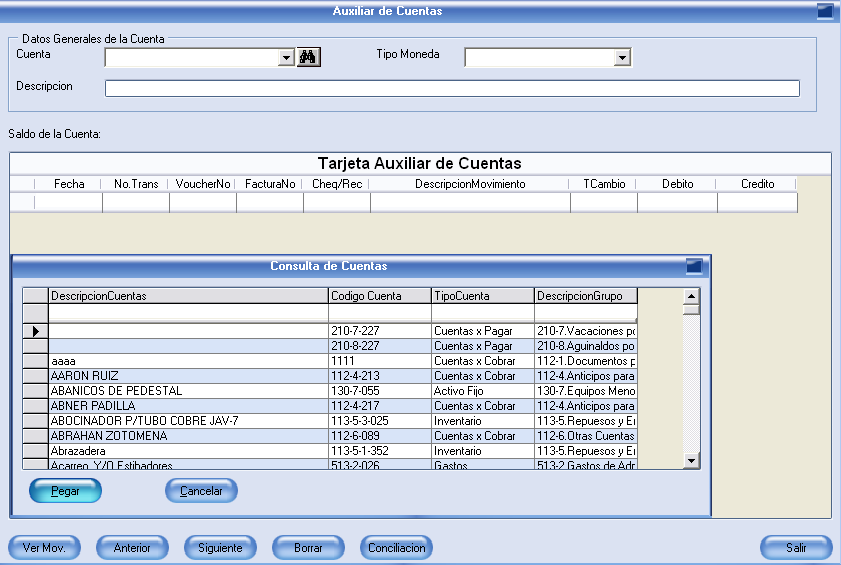 Auxiliar de Cuentas
Datos Generales de la Cuenta
Cuenta Tipo Moneda
Descripcion
Saldo de la Cuenta:
Tarjeta Auxiliar de Cuentas
Fecha No.Trans VoucherNo FacturaNo Cheq/Rec DescripcionMovimiento TCambio Debito Credito
Consulta de Cuentas
DescripcionCuentas Codigo Cuenta TipoCuenta DescripcionGrupo
210-7-227 Cuentas x Pagar 210-7.Vacaciones po
210-8-227 Cuentas x Pagar 210-8.Aguinaldos po
aaaa 1111 Cuentas x Cobrar 112-1.Documentos p
AARON RUIZ 112-4-213 Cuentas x Cobrar 112-4.Anticipos para
ABANICOS DE PEDESTAL 130-7-055 Activo Fijo 130-7.Equipos Meno
ABNER PADILLA 112-4-217 Cuentas x Cobrar 112-4.Anticipos para
ABOCINADOR P/TUBO COBRE JAV-7 113-5-3-025 Inventario 113-5.Repuesos y E
ABRAHAN ZOTOMENA 112-6-089 Cuentas x Cobrar 112-6.Otras Cuentas
Abrazadera 113-5-1-352 Inventario 113-5.Repuesos y E
Acarreo Y/O Estibadores 513-2-026 Gastos 513-2.Gastos de Adr
Pegar Cancelar
Ver Mov. Anterior Siguiente Borrar Conciliacion Salir